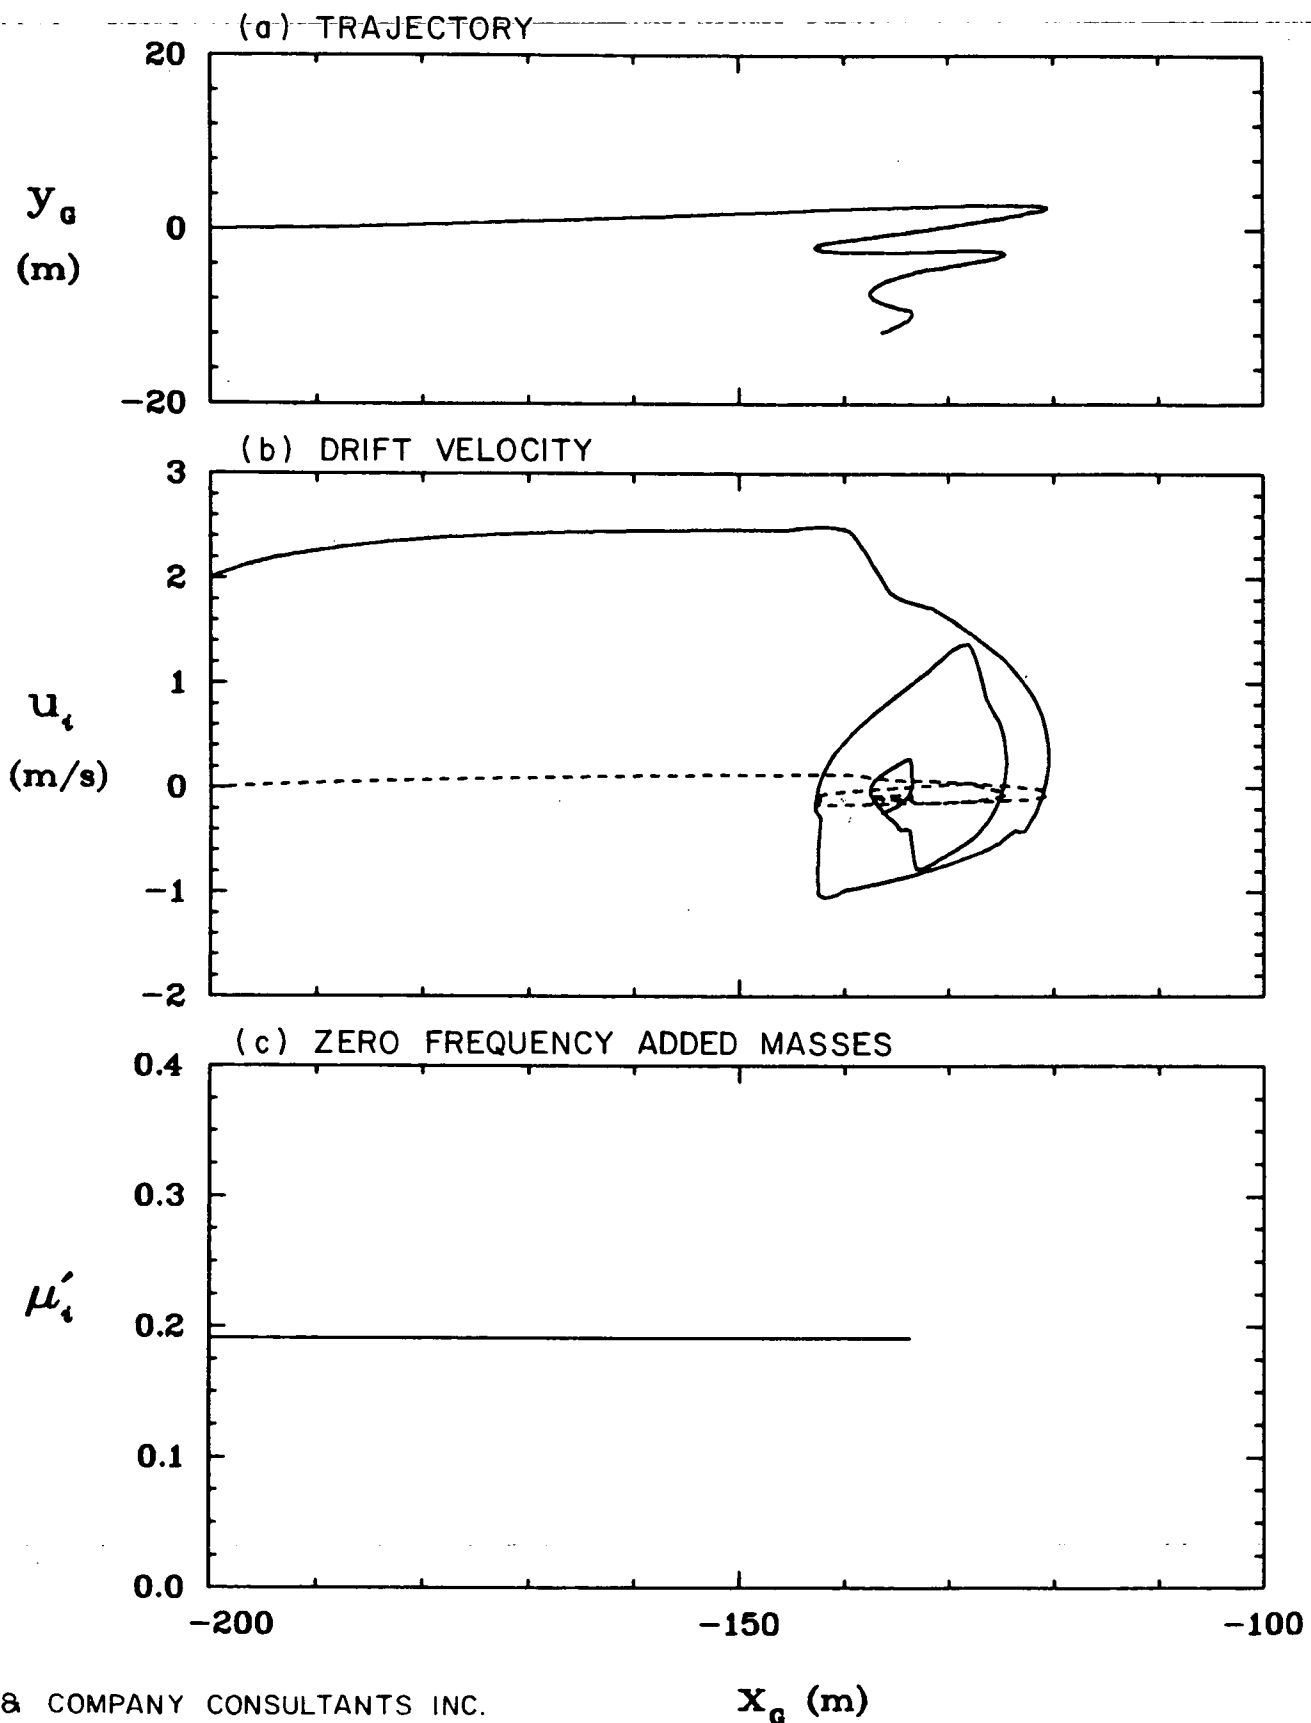 (a) TRAJECTORY
20
y_G
0
(m)
-20
(b) DRIFT VELOCITY
3
2
1
u_i
(m/s)
0
-1
-2
(c) ZERO FREQUENCY ADDED MASSES
0.4
0.3
μ′_i
0.2
0.1
0.0
-200
-150
-100
& COMPANY CONSULTANTS INC.
x_G (m)